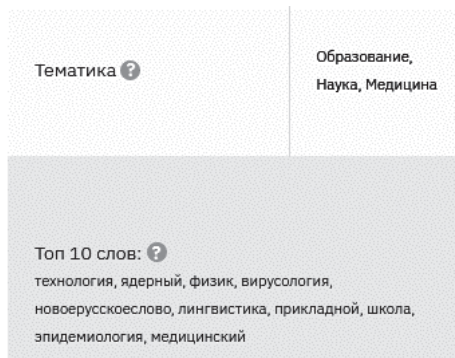 Тематика ?
Образование,
Наука, Медицина
Топ 10 слов: ?
технология, ядерный, физик, вирусология,
новоерусскоеслово, лингвистика, прикладной, школа,
эпидемиология, медицинский